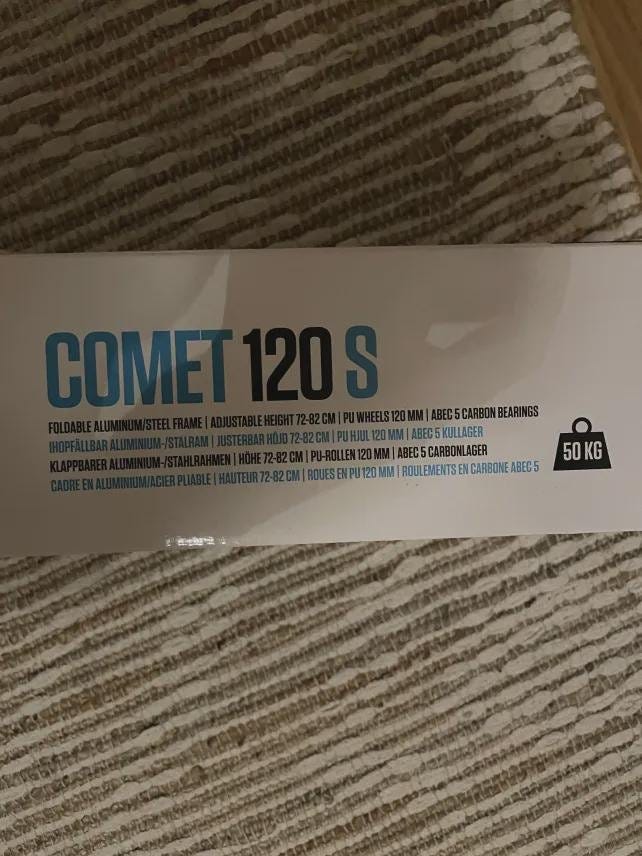 COMET 120 S
FOLDABLE ALUMINUM/STEEL FRAME | ADJUSTABLE HEIGHT 72-82 CM | PU WHEELS 120 MM | ABEC 5 CARBON BEARINGS
IHOPFÄLLBAR ALUMINIUM-/STALRAM | JUSTERBAR HÖJD 72-82 CM | PU HJUL 120 MM | ABEC 5 KULLAGER
KLAPPBARER ALUMINIUM-/STAHLRAHMEN | HÖHE 72-82 CM | PU-ROLLEN 120 MM | ABEC 5 CARBONLAGER
CADRE EN ALUMINIUM/ACIER PLIABLE | HAUTEUR 72-82 CM | ROUES EN PU 120 MM | ROULEMENTS EN CARBONE ABEC 5
50 KG